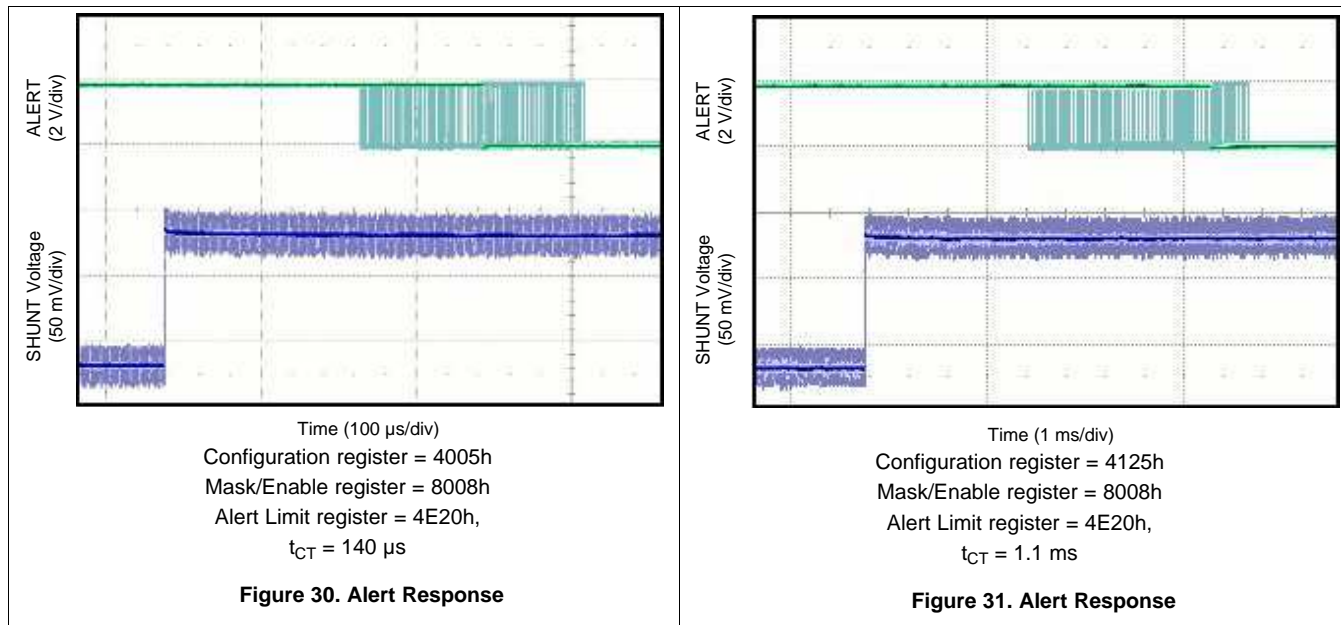 ALERT
(2 V/div)
SHUNT Voltage
(50 mV/div)
Time (100 µs/div)
Configuration register = 4005h
Mask/Enable register = 8008h
Alert Limit register = 4E20h,
tCT = 140 µs
Figure 30. Alert Response
ALERT
(2 V/div)
SHUNT Voltage
(50 mV/div)
Time (1 ms/div)
Configuration register = 4125h
Mask/Enable register = 8008h
Alert Limit register = 4E20h,
tCT = 1.1 ms
Figure 31. Alert Response